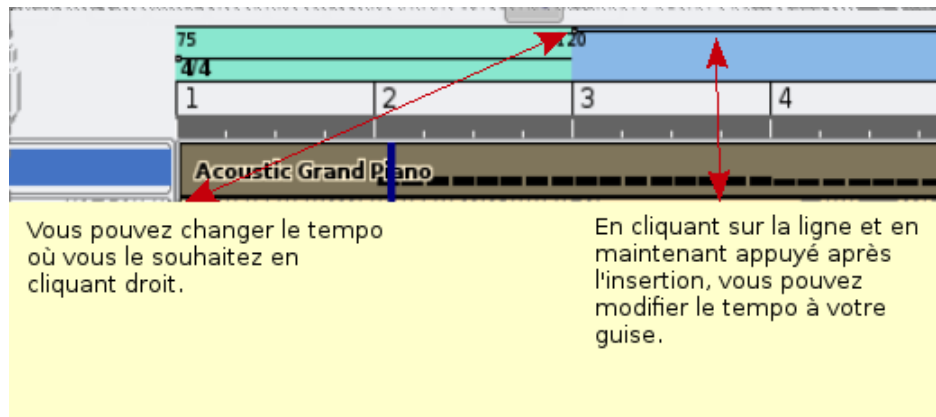 75 120
4/4
1 2 3 4
Acoustic Grand Piano
Vous pouvez changer le tempo
où vous le souhaitez en
cliquant droit.
En cliquant sur la ligne et en
maintenant appuyé après
l'insertion, vous pouvez
modifier le tempo à votre
guise.